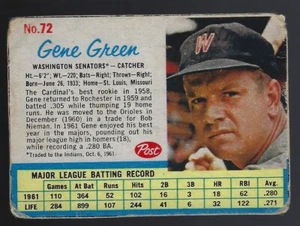 No.72
Gene Green
WASHINGTON SENATORS*—CATCHER
Ht.—6'2"; Wt.—220; Bats—Right; Thrown—Right;
Born—June 26, 1933; Home—St. Louis, Missouri
The Cardinal's best rookie in 1958,
Gene returned to Rochester in 1959 and
batted .305 while thumping 19 home
runs. He was moved to the Orioles in
December (1960) in a trade for Bob
Nieman. In 1961 Gene enjoyed his best
year in the majors, pounding out his
major league high in homers (18),
while recording a .280 BA.
*Traded to the Indians, Oct. 6, 1961.
Post
W
MAJOR LEAGUE BATTING RECORD
Games At Bat Runs Hits 2B 3B HR RBI BV. Avg.
1961 110 364 52 102 16 3 18 62 .280
LIFE 284 899 107 244 41 6 32 122 .271